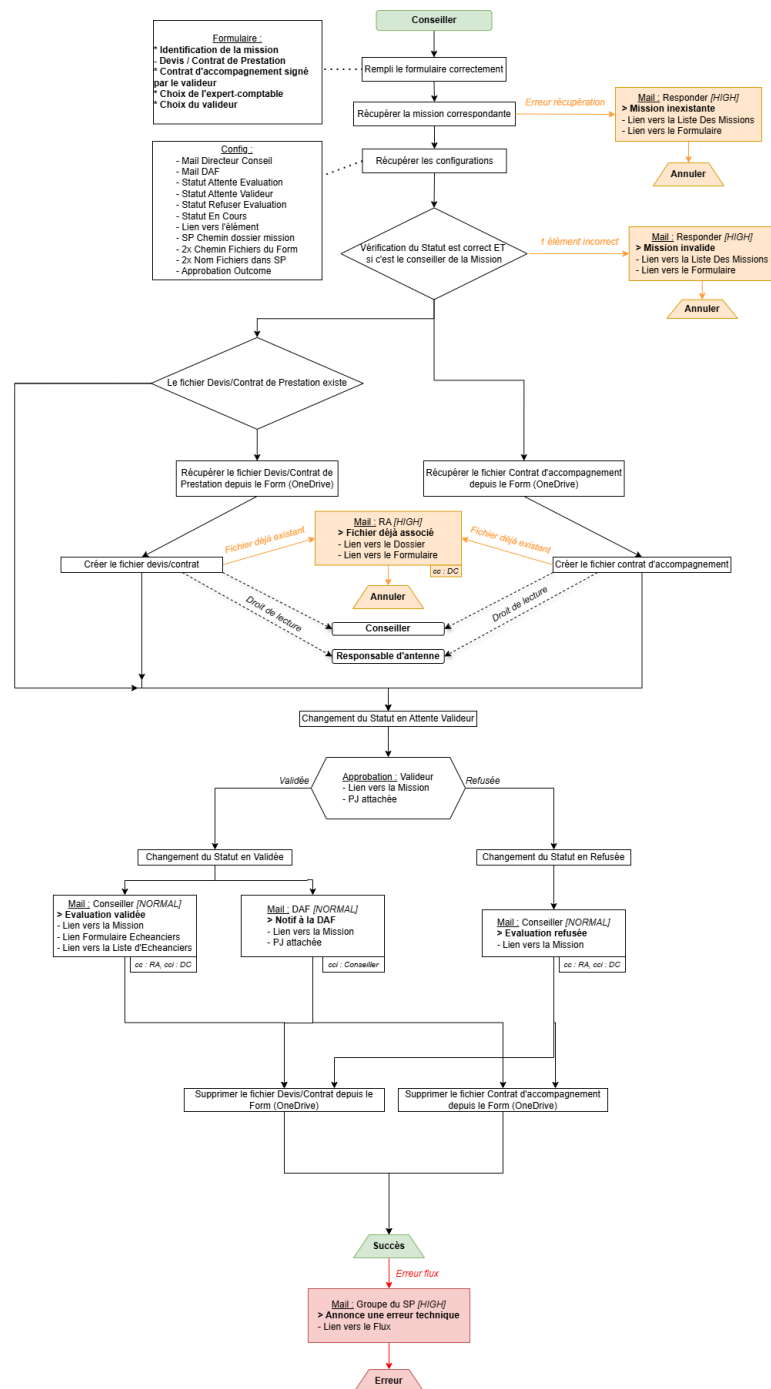 Conseiller
Formulaire :
* Identification de la mission
- Devis / Contrat de Prestation
* Contrat d'accompagnement signé
par le valideur
* Choix de l'expert-comptable
* Choix du valideur
Rempli le formulaire correctement
Récupérer la mission correspondante
Erreur récupération
Mail : Responder [HIGH]
> Mission inexistante
- Lien vers la Liste Des Missions
- Lien vers le Formulaire
Annuler
Config :
- Mail Directeur Conseil
- Mail DAF
- Statut Attente Evaluation
- Statut Attente Valideur
- Statut Refuser Evaluation
- Statut En Cours
- Lien vers l'élèment
- SP Chemin dossier mission
- 2x Chemin Fichiers du Form
- 2x Nom Fichiers dans SP
- Approbation Outcome
Récupérer les configurations
Vérification du Statut est correct ET
si c'est le conseiller de la Mission
1 élèment incorrect
Mail : Responder [HIGH]
> Mission invalide
- Lien vers la Liste Des Missions
- Lien vers le Formulaire
Annuler
Le fichier Devis/Contrat de Prestation existe
Récupérer le fichier Devis/Contrat de
Prestation depuis le Form (OneDrive)
Récupérer le fichier Contrat d'accompagnement
depuis le Form (OneDrive)
Mail : RA [HIGH]
> Fichier déjà associé
- Lien vers le Dossier
- Lien vers le Formulaire
cc : DC
Fichier déjà existant
Fichier déjà existant
Créer le fichier devis/contrat
Créer le fichier contrat d'accompagnement
Annuler
Droit de lecture
Droit de lecture
Conseiller
Responsable d'antenne
Changement du Statut en Attente Valideur
Validée
Approbation : Valideur
- Lien vers la Mission
- PJ attachée
Refusée
Changement du Statut en Validée
Changement du Statut en Refusée
Mail : Conseiller [NORMAL]
> Evaluation validée
- Lien vers la Mission
- Lien Formulaire Echeanciers
- Lien vers la Liste d'Echeanciers
cc : RA, cci : DC
Mail : DAF [NORMAL]
> Notif à la DAF
- Lien vers la Mission
- PJ attachée
cci : Conseiller
Mail : Conseiller [NORMAL]
> Evaluation refusée
- Lien vers la Mission
cc : RA, cci : DC
Supprimer le fichier Devis/Contrat depuis le
Form (OneDrive)
Supprimer le fichier Contrat d'accompagnement
depuis le Form (OneDrive)
Succès
Erreur flux
Mail : Groupe du SP [HIGH]
> Annonce une erreur technique
- Lien vers le Flux
Erreur